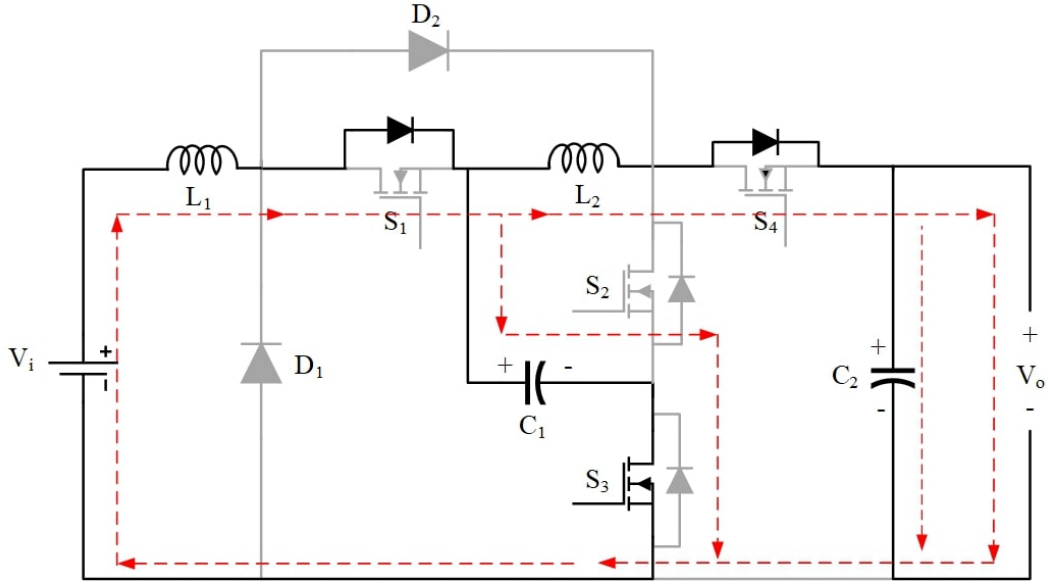 D2
L1
S1
L2
S4
S2
Vi
+
-
D1
+ -
C1
C2
+
-
+
Vo
-
S3